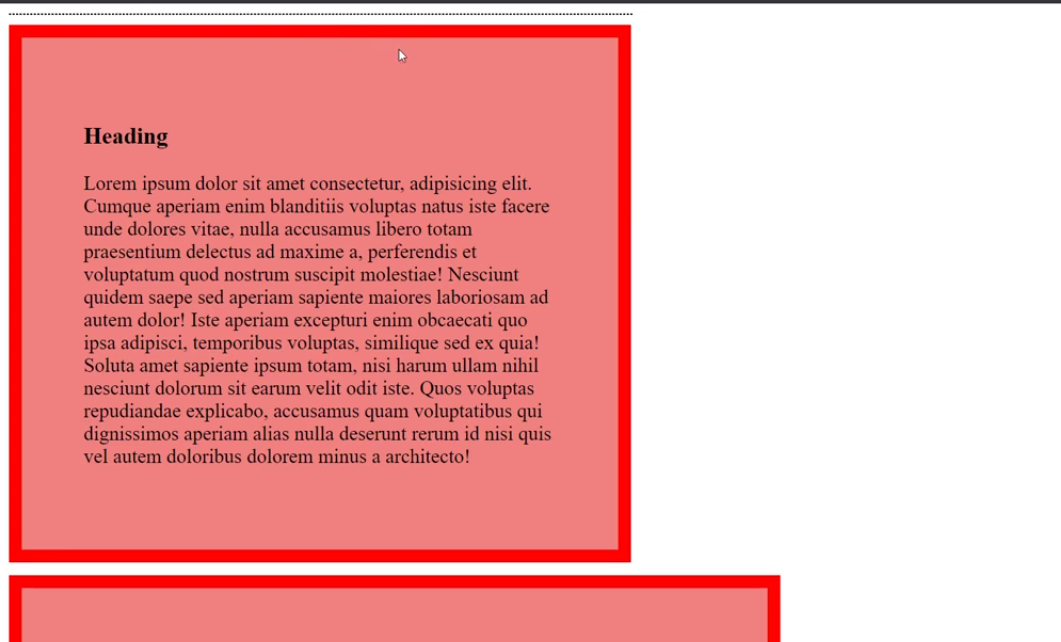 Heading
Lorem ipsum dolor sit amet consectetur, adipisicing elit.
Cumque aperiam enim blanditiis voluptas natus iste facere
unde dolores vitae, nulla accusamus libero totam
praesentium delectus ad maxime a, perferendis et
voluptatum quod nostrum suscipit molestiae! Nesciunt
quidem saepe sed aperiam sapiente maiores laboriosam ad
autem dolor! Iste aperiam excepturi enim obcaecati quo
ipsa adipisci, temporibus voluptas, similique sed ex quia!
Soluta amet sapiente ipsum totam, nisi harum ullam nihil
nesciunt dolorum sit earum velit odit iste. Quos voluptas
repudiandae explicabo, accusamus quam voluptatibus qui
dignissimos aperiam alias nulla deserunt rerum id nisi quis
vel autem doloribus dolorem minus a architecto!